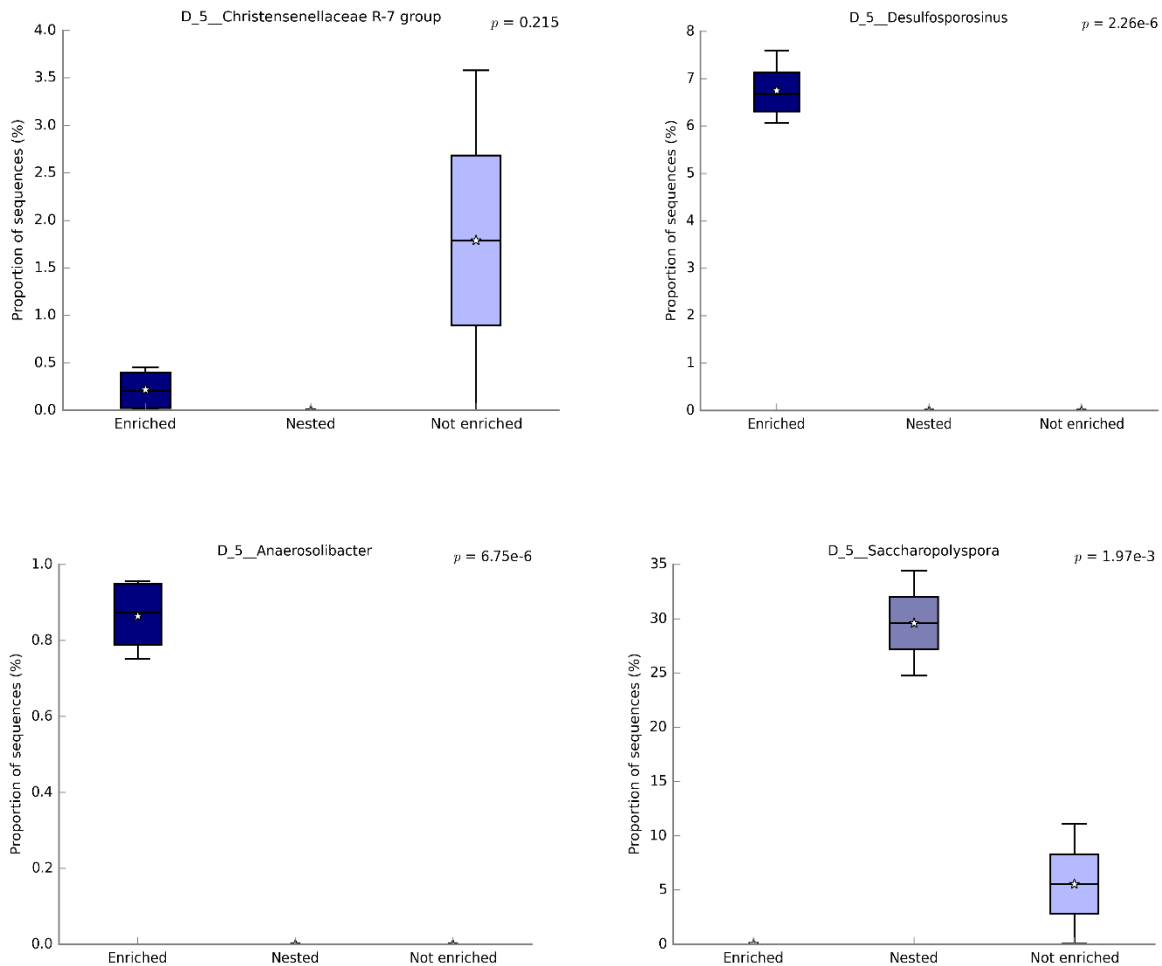 D_5__Christensenellaceae R-7 group
p = 0.215
Proportion of sequences (%)
4.0
3.5
3.0
2.5
2.0
1.5
1.0
0.5
0.0
Enriched Nested Not enriched
D_5__Desulfosporosinus
p = 2.26e-6
Proportion of sequences (%)
8
7
6
5
4
3
2
1
0
Enriched Nested Not enriched
D_5__Anaerosolibacter
p = 6.75e-6
Proportion of sequences (%)
1.0
0.8
0.6
0.4
0.2
0.0
Enriched Nested Not enriched
D_5__Saccharopolyspora
p = 1.97e-3
Proportion of sequences (%)
35
30
25
20
15
10
5
0
Enriched Nested Not enriched